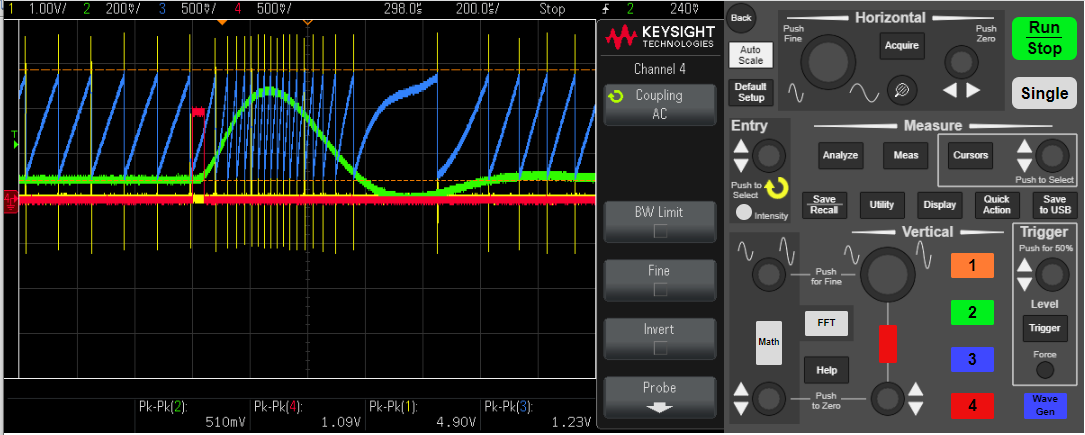 1 1.00V/ 2 200mV/ 3 500mV/ 4 500mV/ 298.0us 200.0us/ Stop 2 240mV
KEYSIGHT
TECHNOLOGIES
Channel 4
Coupling
AC
BW Limit
Fine
Invert
Probe
T
Pk-Pk(2): Pk-Pk(4): Pk-Pk(1): Pk-Pk(3):
510mV 1.09V 4.90V 1.23V
Back
Auto
Scale
Default
Setup
Horizontal
Push
Fine
Acquire
Push
Zero
Run
Stop
Single
Entry
Push to
Select
Intensity
Measure
Analyze
Meas
Cursors
Push to Select
Save
Recall
Utility
Display
Quick
Action
Save
to USB
Vertical
Push
for Fine
FFT
Math
Help
Push
to Zero
1
2
3
4
Trigger
Push for 50%
Level
Trigger
Force
Wave
Gen